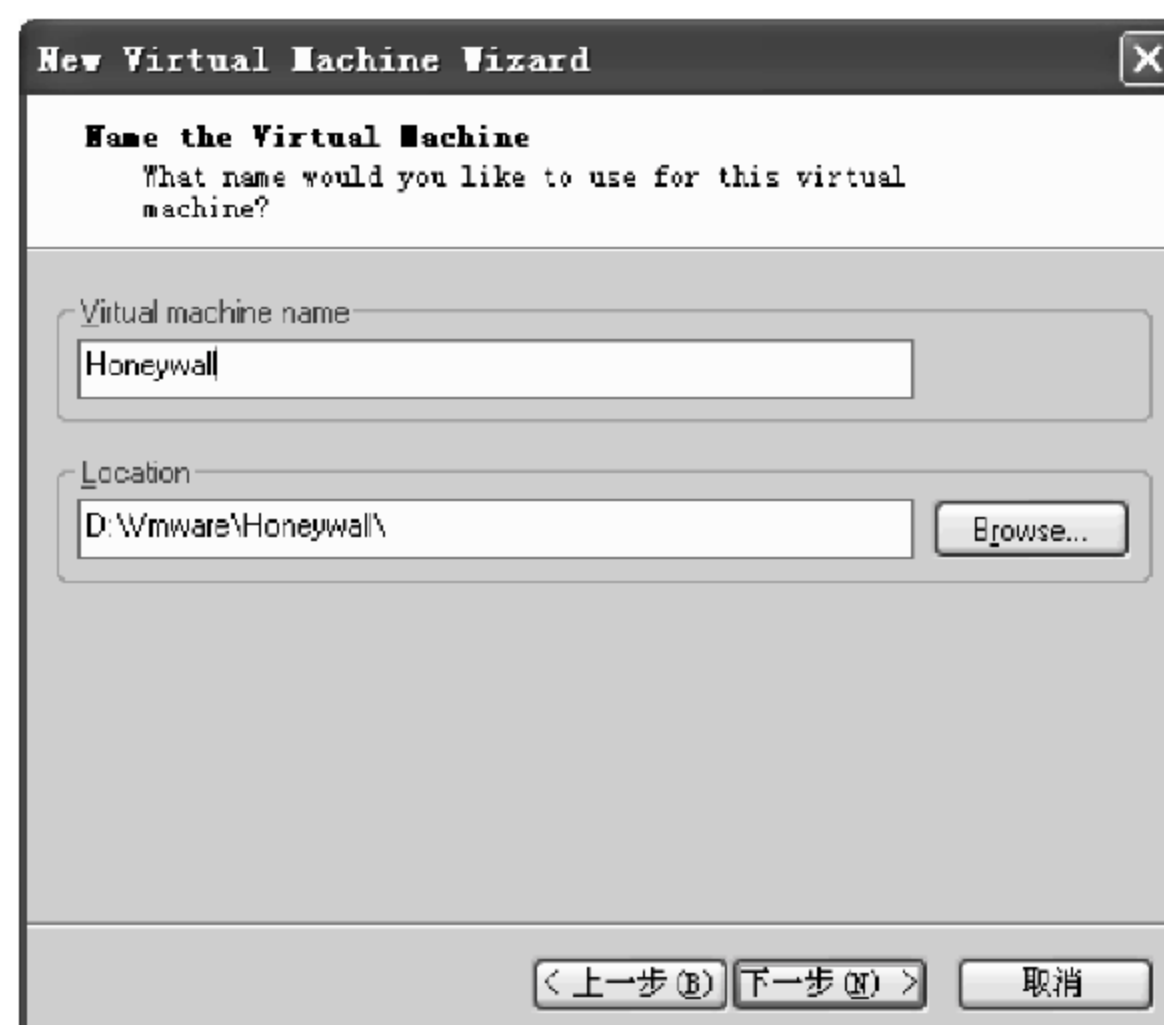 New Virtual Machine Wizard
Name the Virtual Machine
What name would you like to use for this virtual
machine?
Virtual machine name
Honeywall
Location
D:\Vmware\Honeywall\
Browse...
< 上一步(B)
下一步(N) >
取消